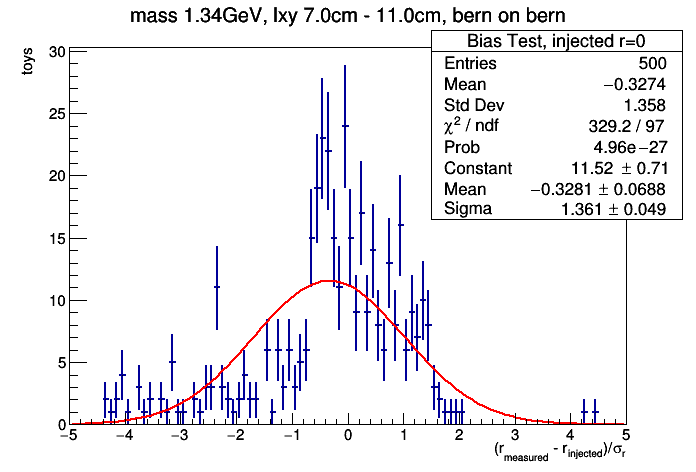 mass 1.34GeV, lxy 7.0cm - 11.0cm, bern on bern
Bias Test, injected r=0
Entries 500
Mean −0.3274
Std Dev 1.358
χ² / ndf 329.2 / 97
Prob 4.96e−27
Constant 11.52 ± 0.71
Mean −0.3281 ± 0.0688
Sigma 1.361 ± 0.049
toys
30
25
20
15
10
5
0
−5 −4 −3 −2 −1 0 1 2 3 4 5
(r_measured - r_injected)/σ_r